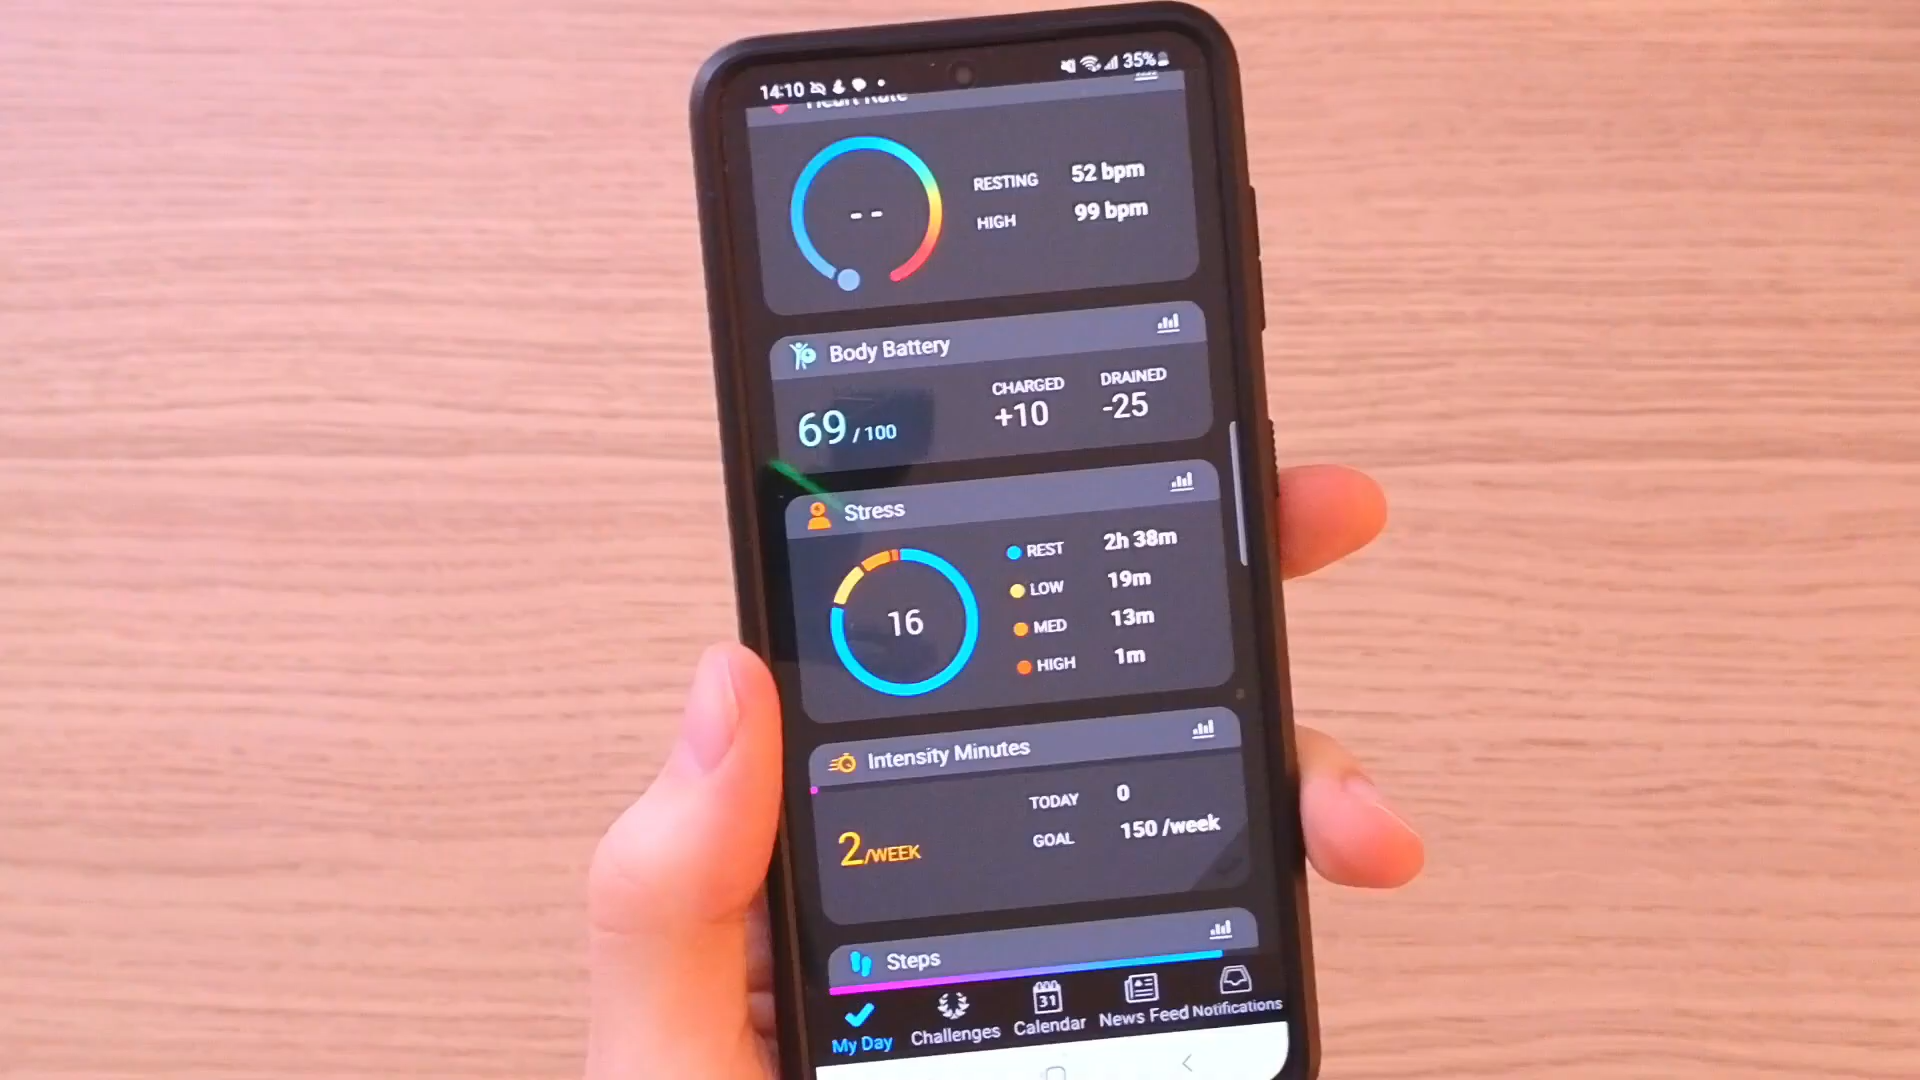 14:10 35%
Heart Rate
--
RESTING 52 bpm
HIGH 99 bpm
Body Battery
69 / 100
CHARGED DRAINED
+10 -25
Stress
16
REST 2h 38m
LOW 19m
MED 13m
HIGH 1m
Intensity Minutes
2/WEEK
TODAY 0
GOAL 150 /week
Steps
31
My Day Challenges Calendar News Feed Notifications